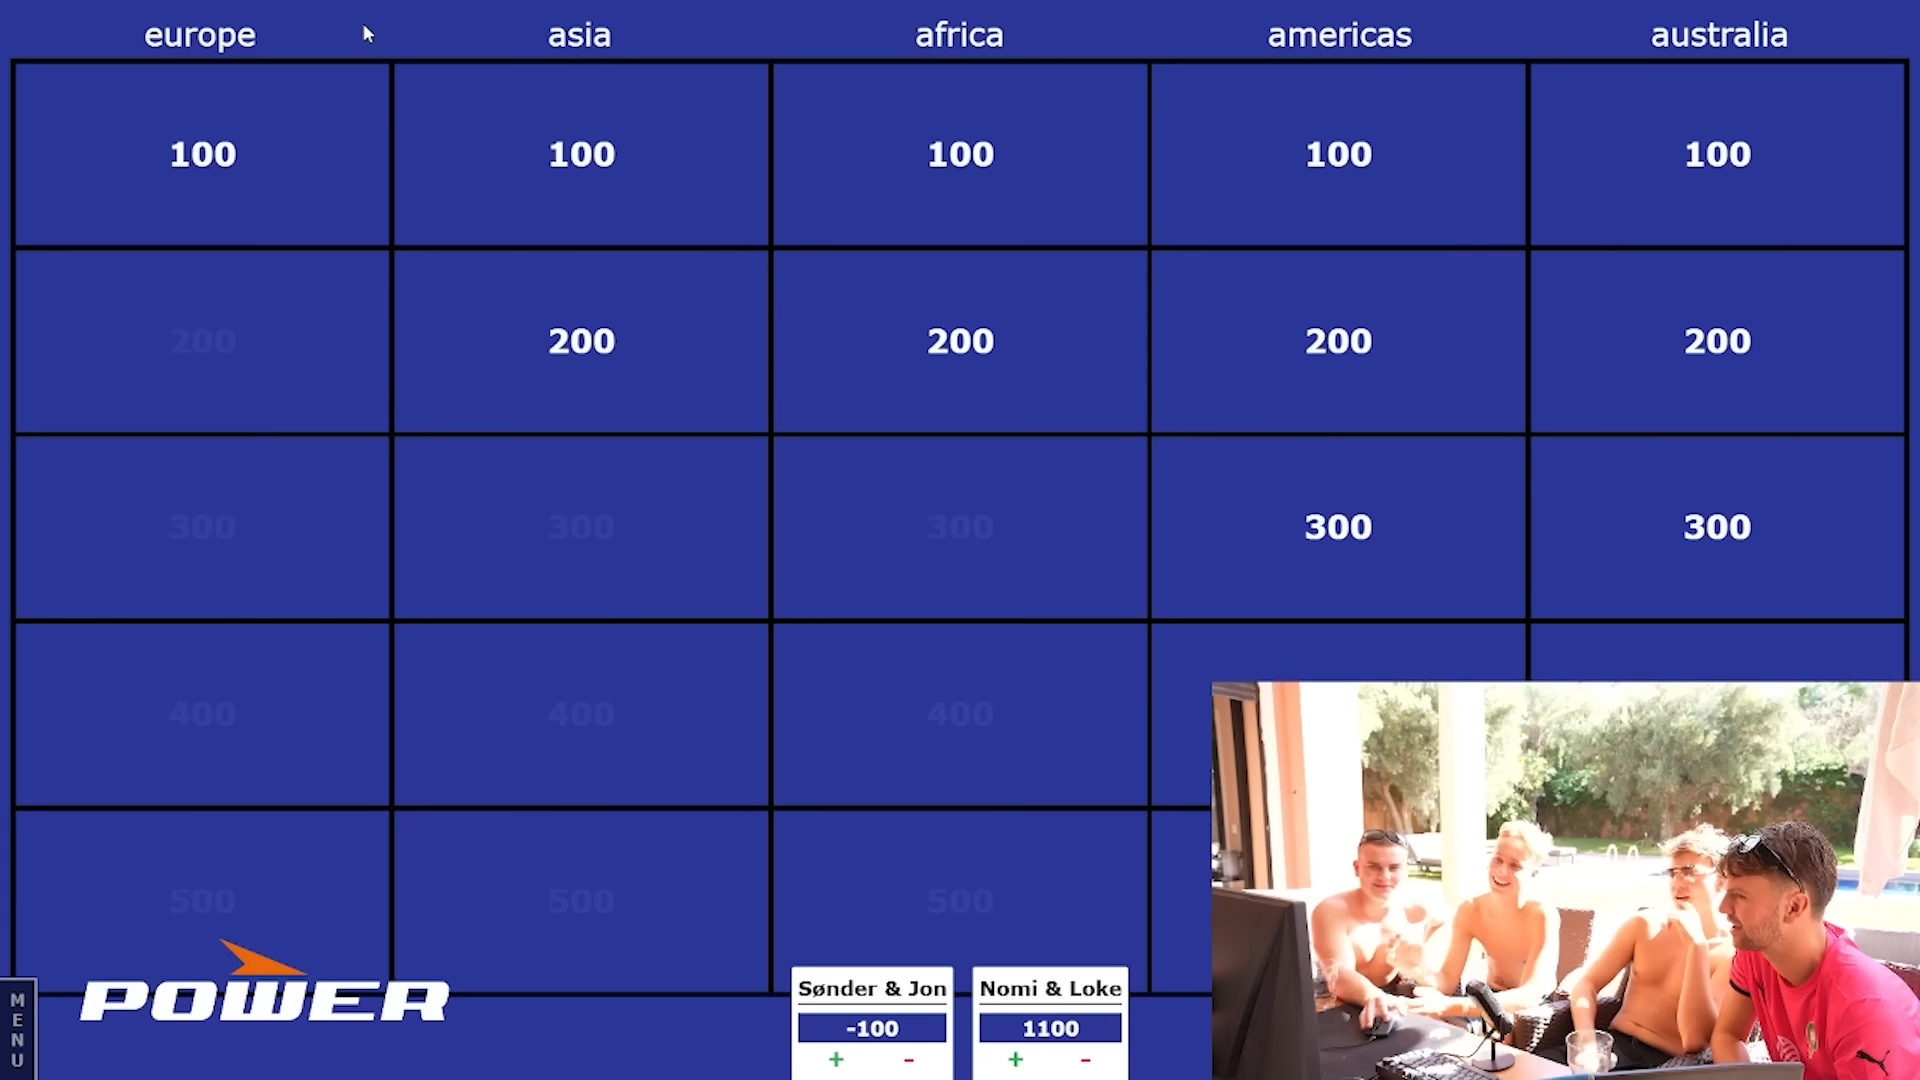 europe asia africa americas australia
100 100 100 100 100
200 200 200 200 200
300 300 300 300 300
400 400 400
500 500 500
POWER
MENU
Sønder & Jon Nomi & Loke
-100 1100
+ - + -